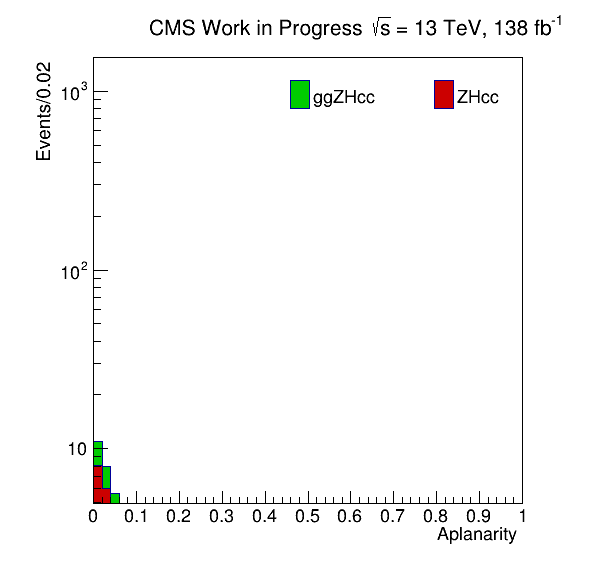 CMS Work in Progress √s = 13 TeV, 138 fb⁻¹
Events/0.02
10³
ggZHcc ZHcc
10²
10
0 0.1 0.2 0.3 0.4 0.5 0.6 0.7 0.8 0.9 1
Aplanarity